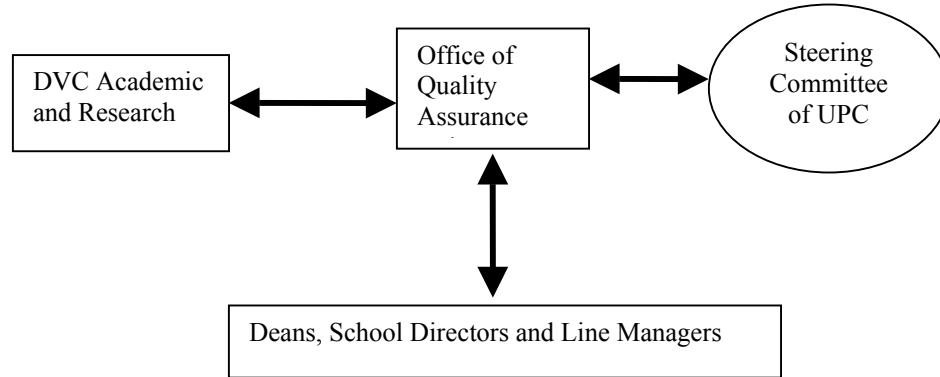 DVC Academic
and Research
Office of
Quality
Assurance
Steering
Committee
of UPC
Deans, School Directors and Line Managers